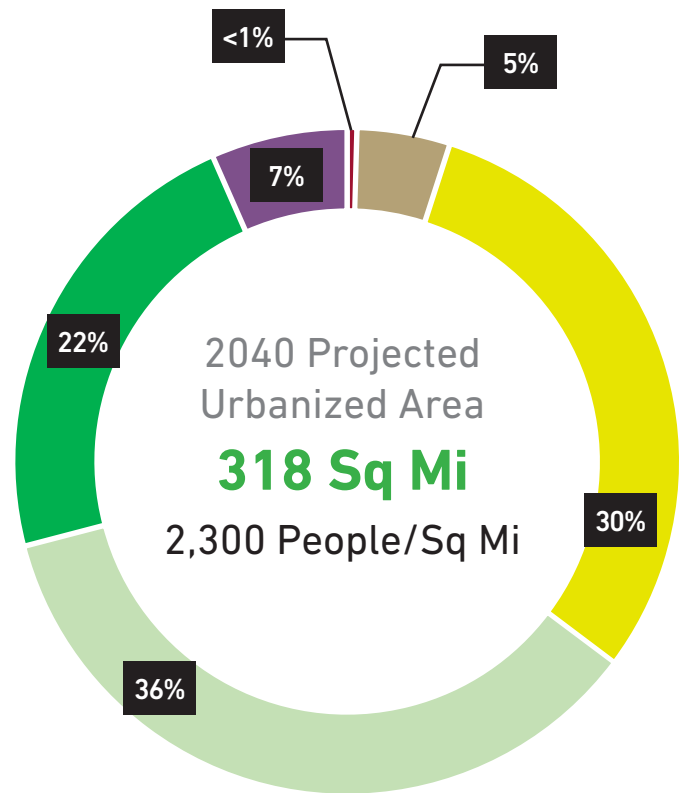 <1%
5%
7%
22%
2040 Projected
Urbanized Area
318 Sq Mi
2,300 People/Sq Mi
30%
36%